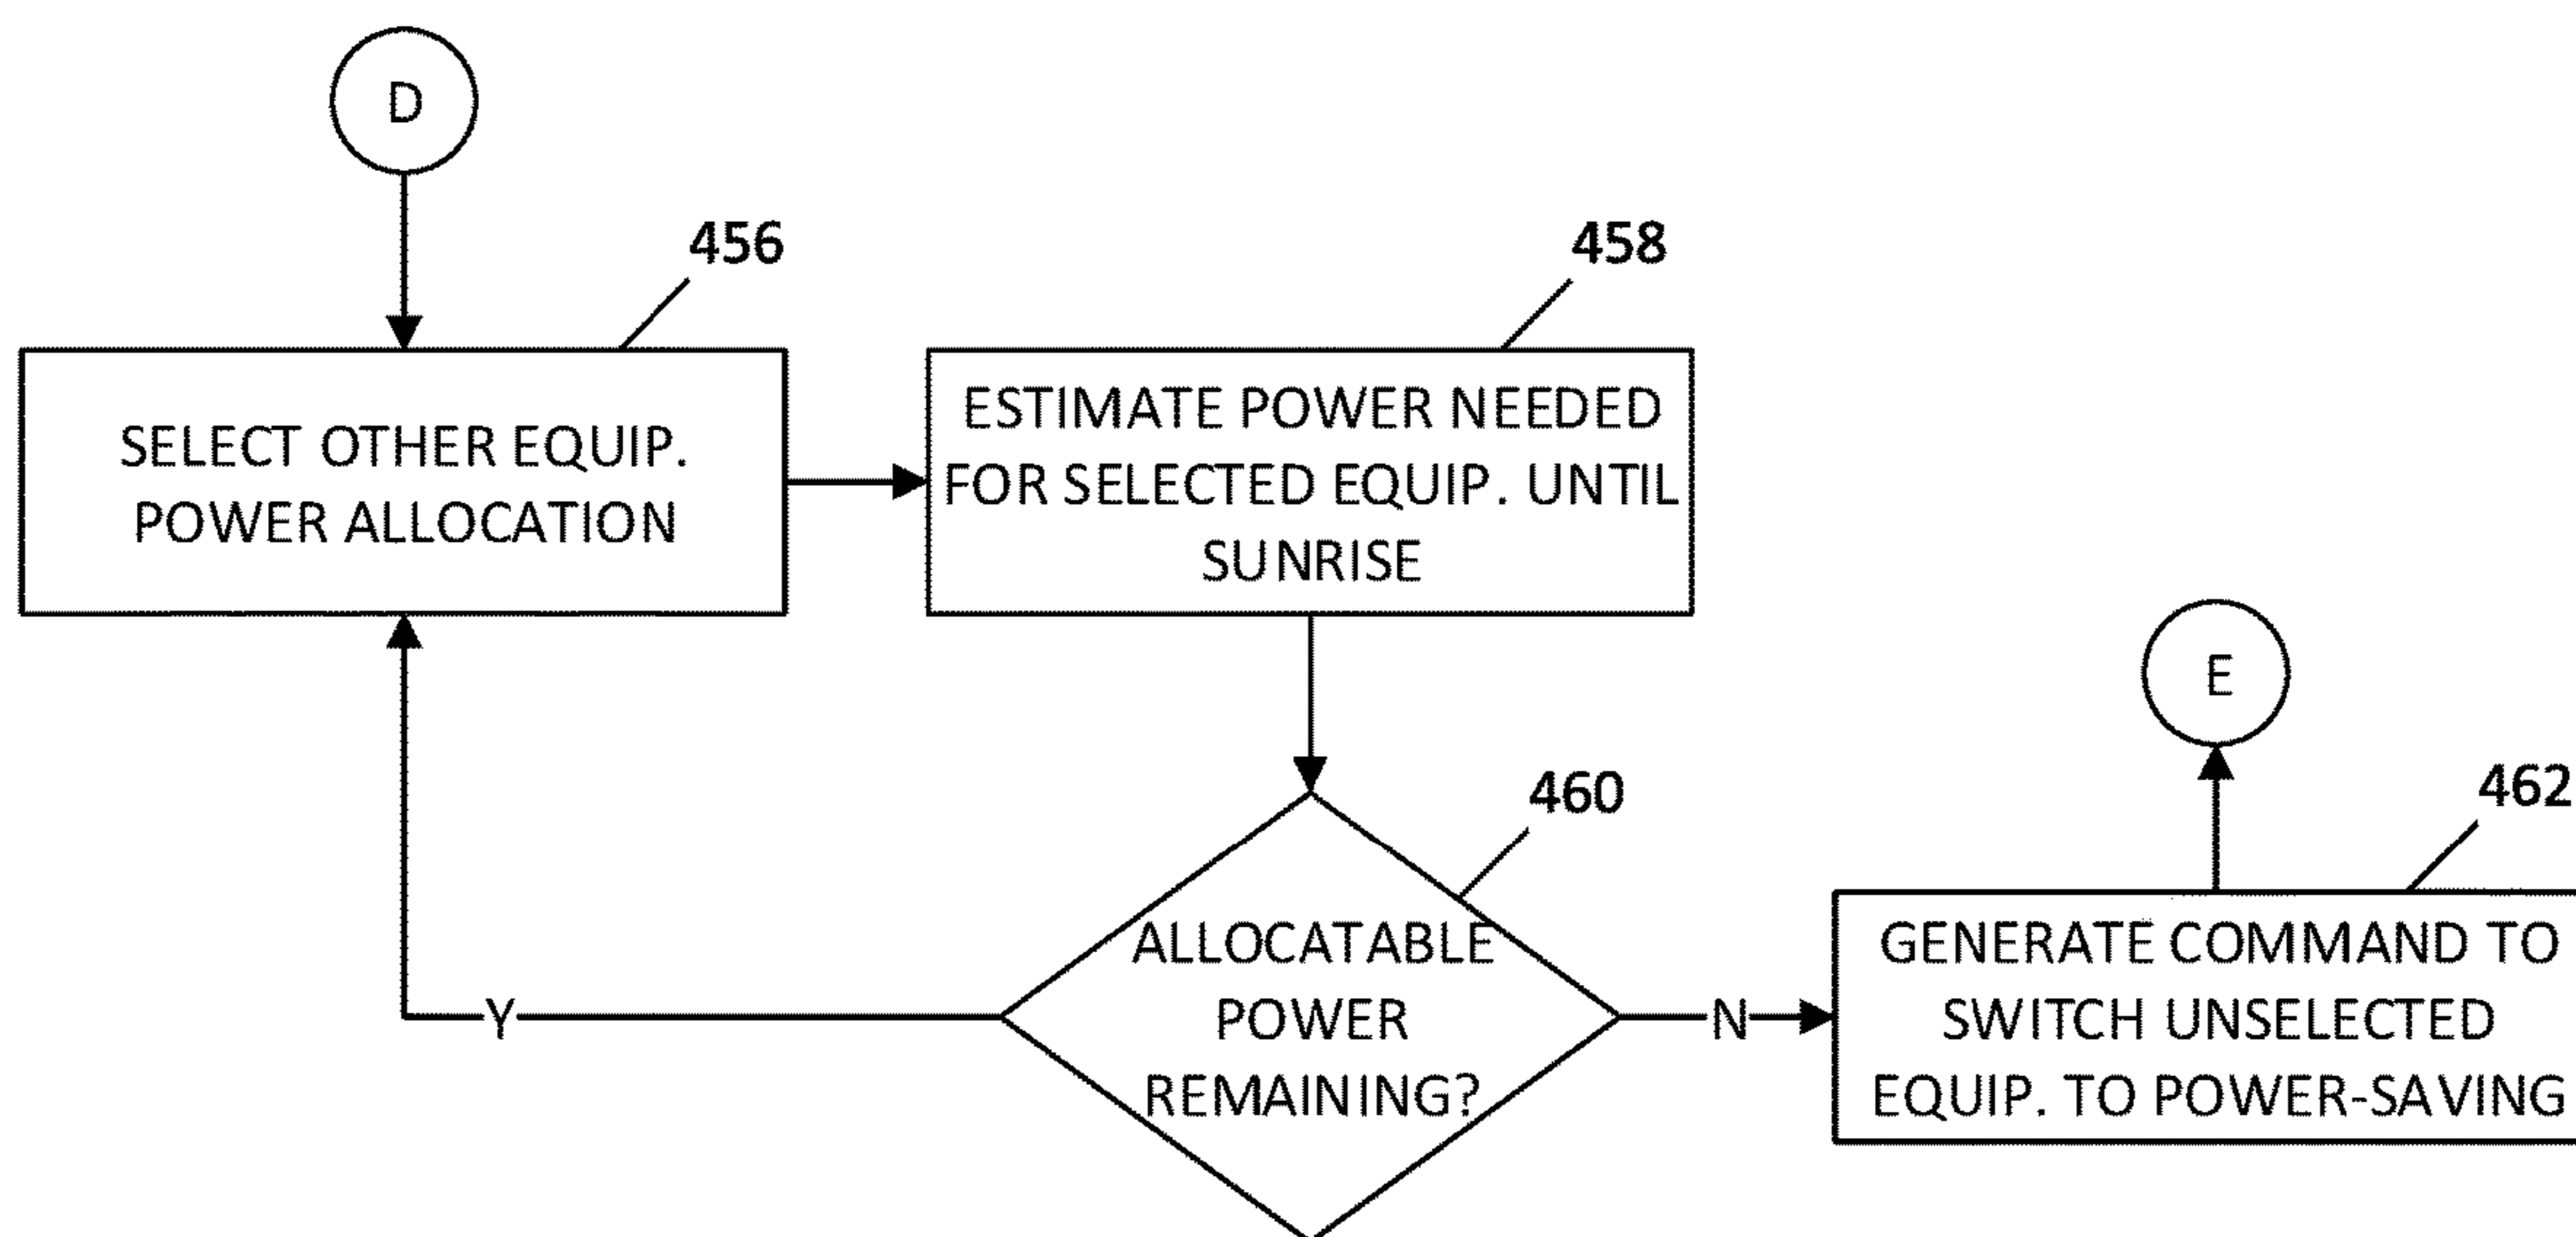 D
456
SELECT OTHER EQUIP.
POWER ALLOCATION
458
ESTIMATE POWER NEEDED
FOR SELECTED EQUIP. UNTIL
SUNRISE
460
ALLOCATABLE
POWER
REMAINING?
Y
N
E
462
GENERATE COMMAND TO
SWITCH UNSELECTED
EQUIP. TO POWER-SAVING